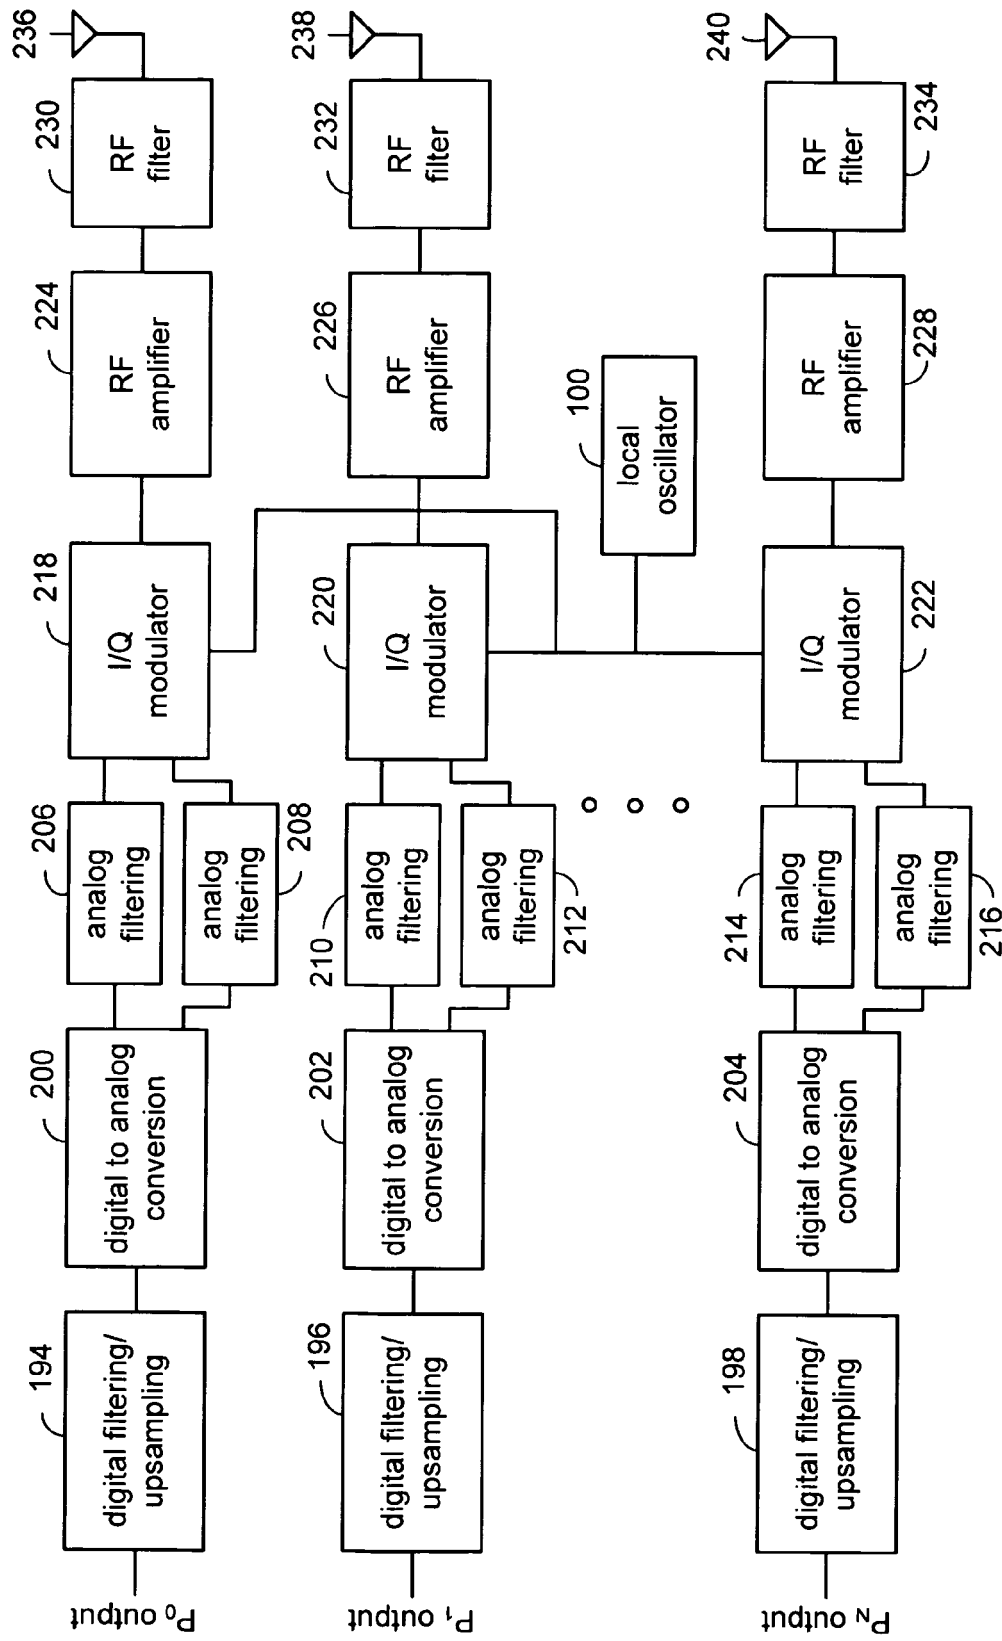 P0 output
194
digital filtering/
upsampling
200
digital to analog
conversion
206
analog
filtering
analog
filtering
208
218
I/Q
modulator
224
RF
amplifier
230
RF
filter
236
P1 output
196
digital filtering/
upsampling
202
digital to analog
conversion
210
analog
filtering
analog
filtering
212
220
I/Q
modulator
226
RF
amplifier
232
RF
filter
238
100
local
oscillator
PN output
198
digital filtering/
upsampling
204
digital to analog
conversion
214
analog
filtering
analog
filtering
216
I/Q
modulator
222
RF
amplifier
228
RF
filter
234
240